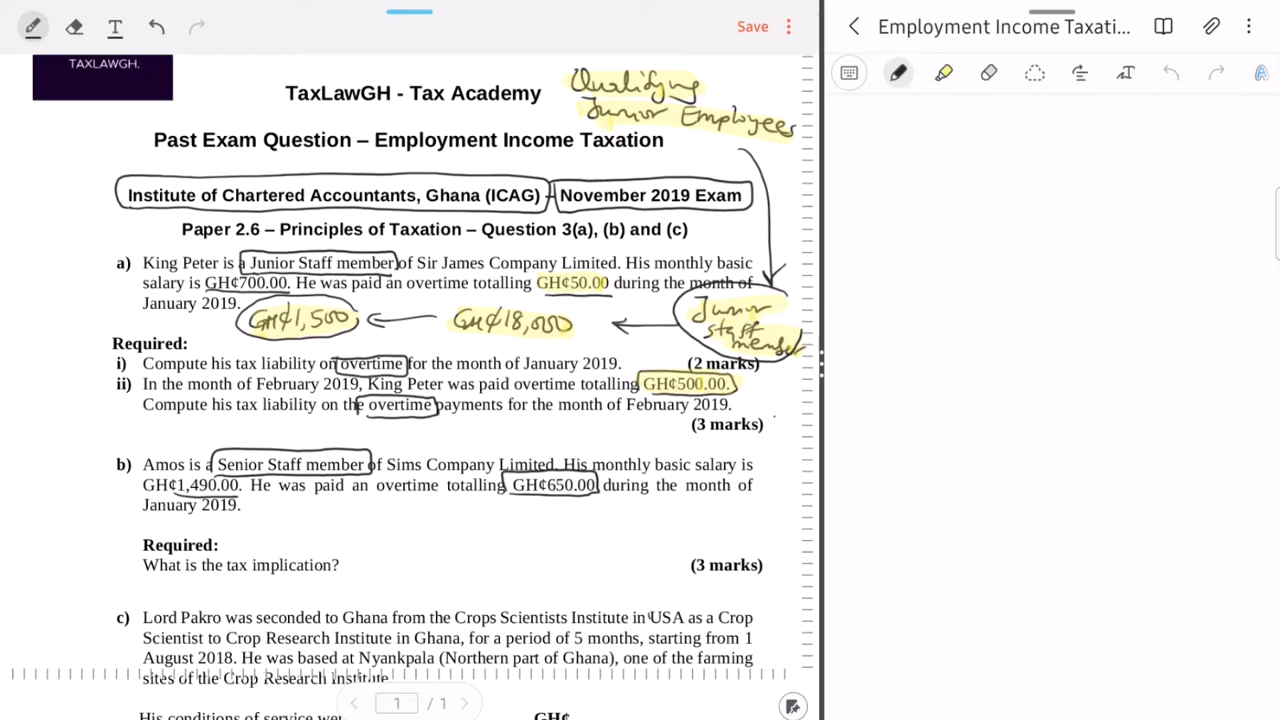 Save
Employment Income Taxati...
TAXLAWGH.
Qualifying
Junior Employees
TaxLawGH - Tax Academy
Past Exam Question – Employment Income Taxation
Institute of Chartered Accountants, Ghana (ICAG) – November 2019 Exam
Paper 2.6 – Principles of Taxation – Question 3(a), (b) and (c)
a) King Peter is a Junior Staff member of Sir James Company Limited. His monthly basic
salary is GH¢700.00. He was paid an overtime totalling GH¢50.00 during the month of
January 2019.
GH¢1,500 GH¢18,000 Junior
staff
member
Required:
i) Compute his tax liability on overtime for the month of January 2019. (2 marks)
ii) In the month of February 2019, King Peter was paid overtime totalling GH¢500.00.
Compute his tax liability on the overtime payments for the month of February 2019.
(3 marks)
b) Amos is a Senior Staff member of Sims Company Limited. His monthly basic salary is
GH¢1,490.00. He was paid an overtime totalling GH¢650.00 during the month of
January 2019.
Required:
What is the tax implication? (3 marks)
c) Lord Pakro was seconded to Ghana from the Crops Scientists Institute in USA as a Crop
Scientist to Crop Research Institute in Ghana, for a period of 5 months, starting from 1
August 2018. He was based at Nyankpala (Northern part of Ghana), one of the farming
sites of the Crop Research Institute
1 / 1
His conditions of service were GH¢